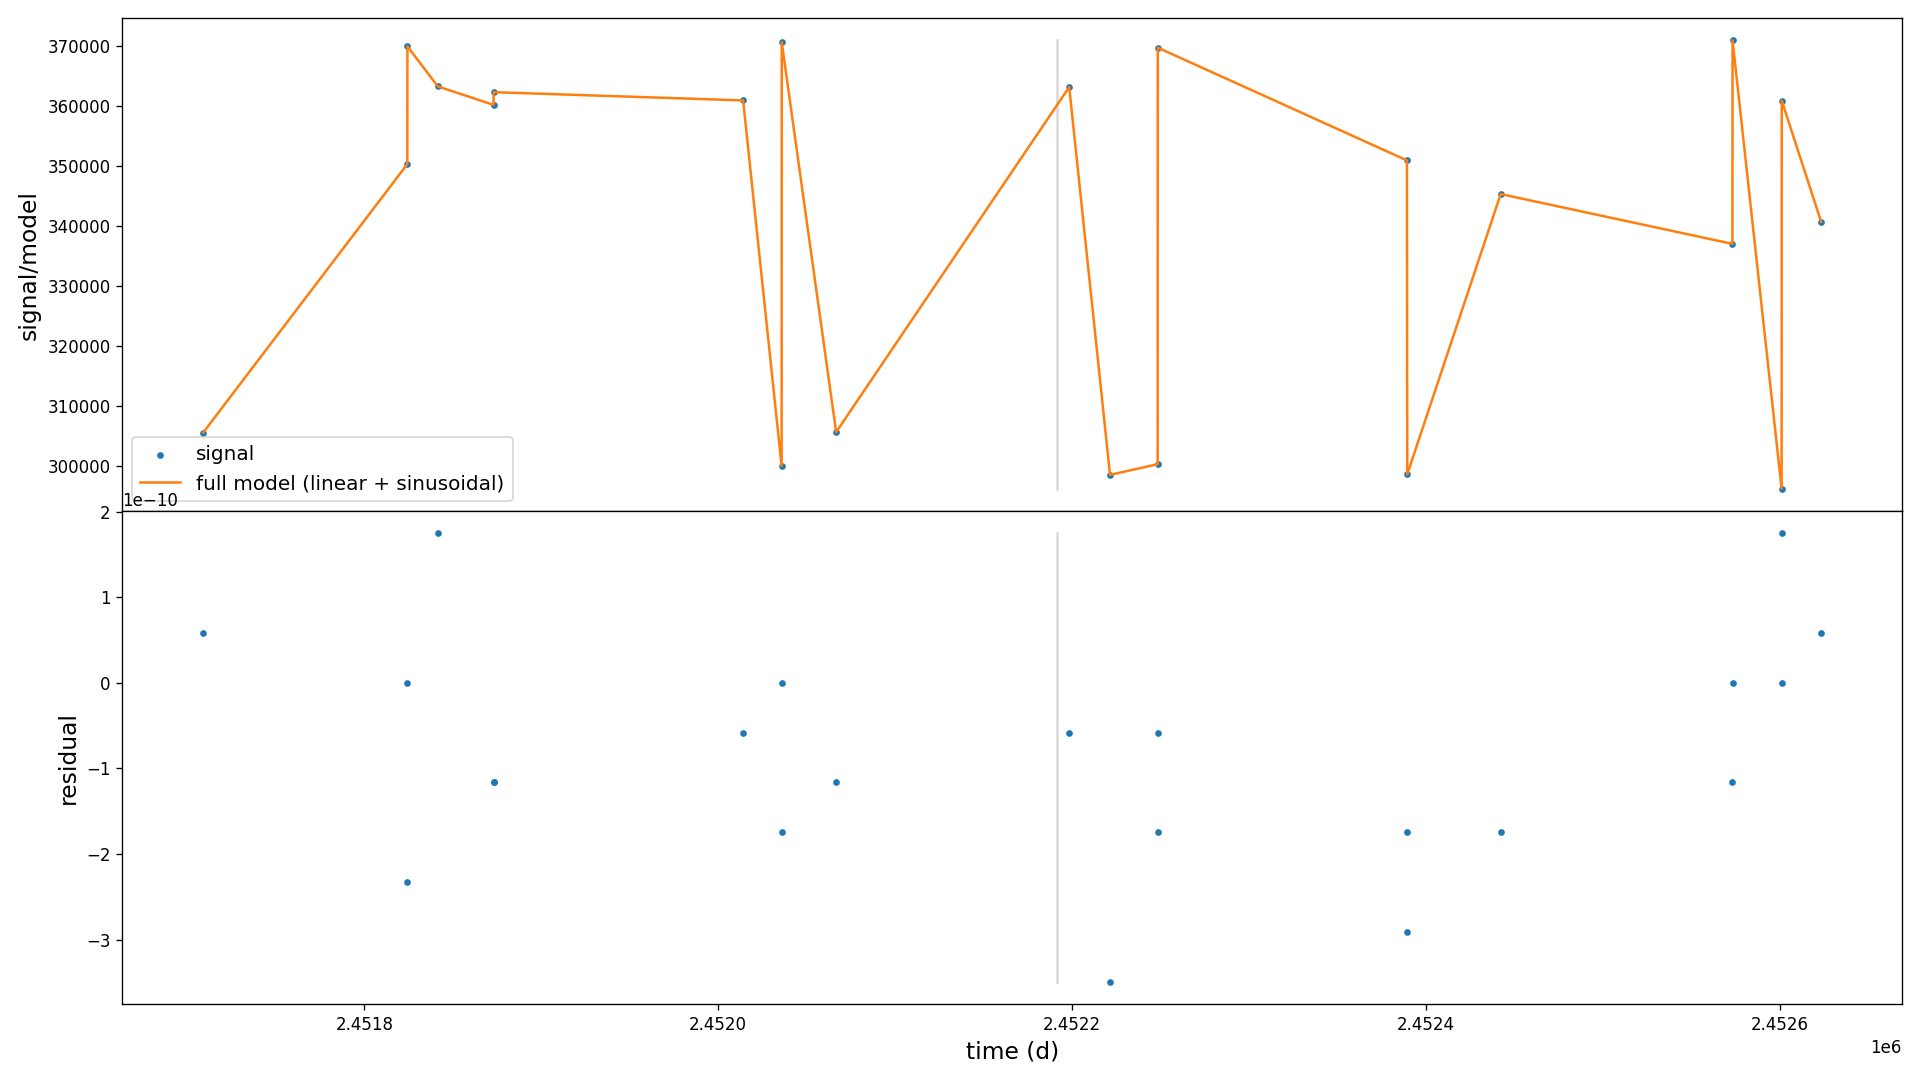 370000
360000
350000
340000
330000
320000
310000
300000
signal/model
signal
full model (linear + sinusoidal)
1e−10
2
1
0
−1
−2
−3
residual
2.4518
2.4520
2.4522
2.4524
2.4526
time (d)
1e6